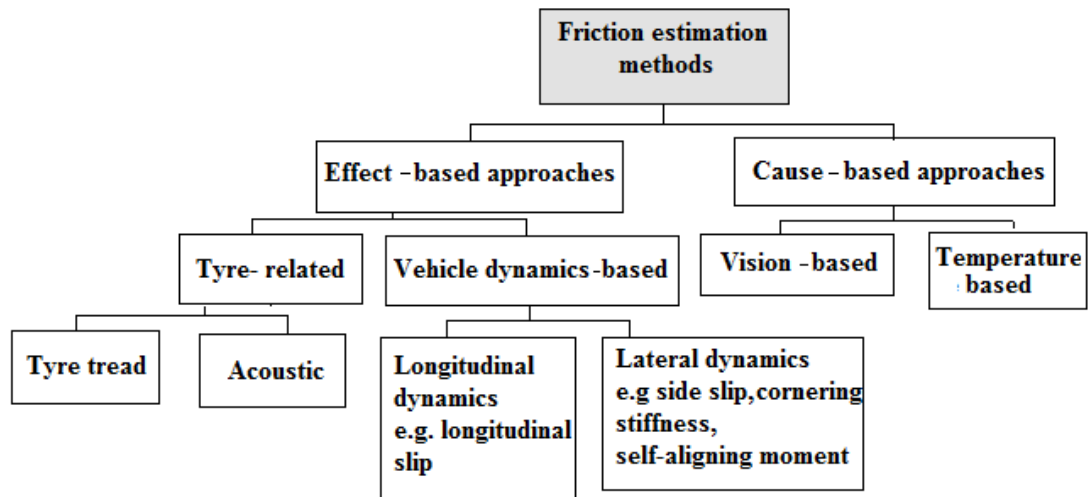 Friction estimation
methods
Effect -based approaches
Cause - based approaches
Tyre- related
Vehicle dynamics -based
Vision -based
Temperature
based
Tyre tread
Acoustic
Longitudinal
dynamics
e.g. longitudinal
slip
Lateral dynamics
e.g side slip,cornering
stiffness,
self-aligning moment